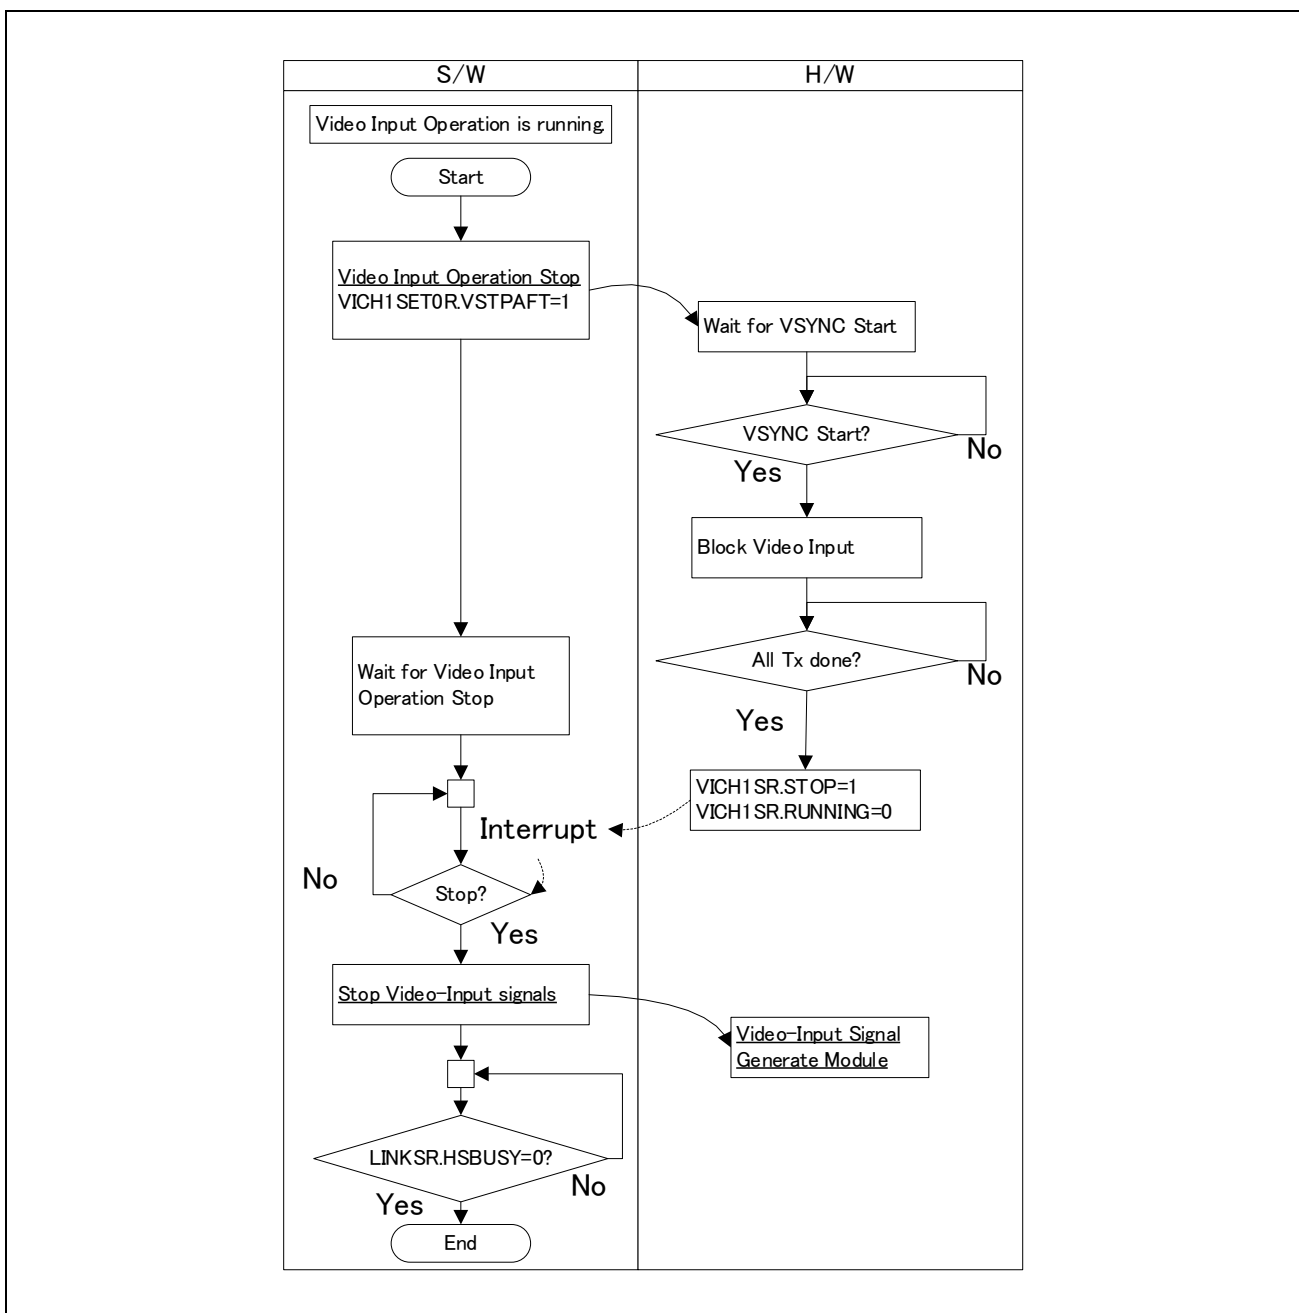 S/W
H/W
Video Input Operation is running.
Start
Video Input Operation Stop
VICH1SET0R.VSTPAFT=1
Wait for VSYNC Start
VSYNC Start?
No
Yes
Block Video Input
Wait for Video Input
Operation Stop
All Tx done?
No
Yes
VICH1SR.STOP=1
VICH1SR.RUNNING=0
Interrupt
Stop?
No
Yes
Stop Video-Input signals
Video-Input Signal
Generate Module
LINKSR.HSBUSY=0?
No
Yes
End